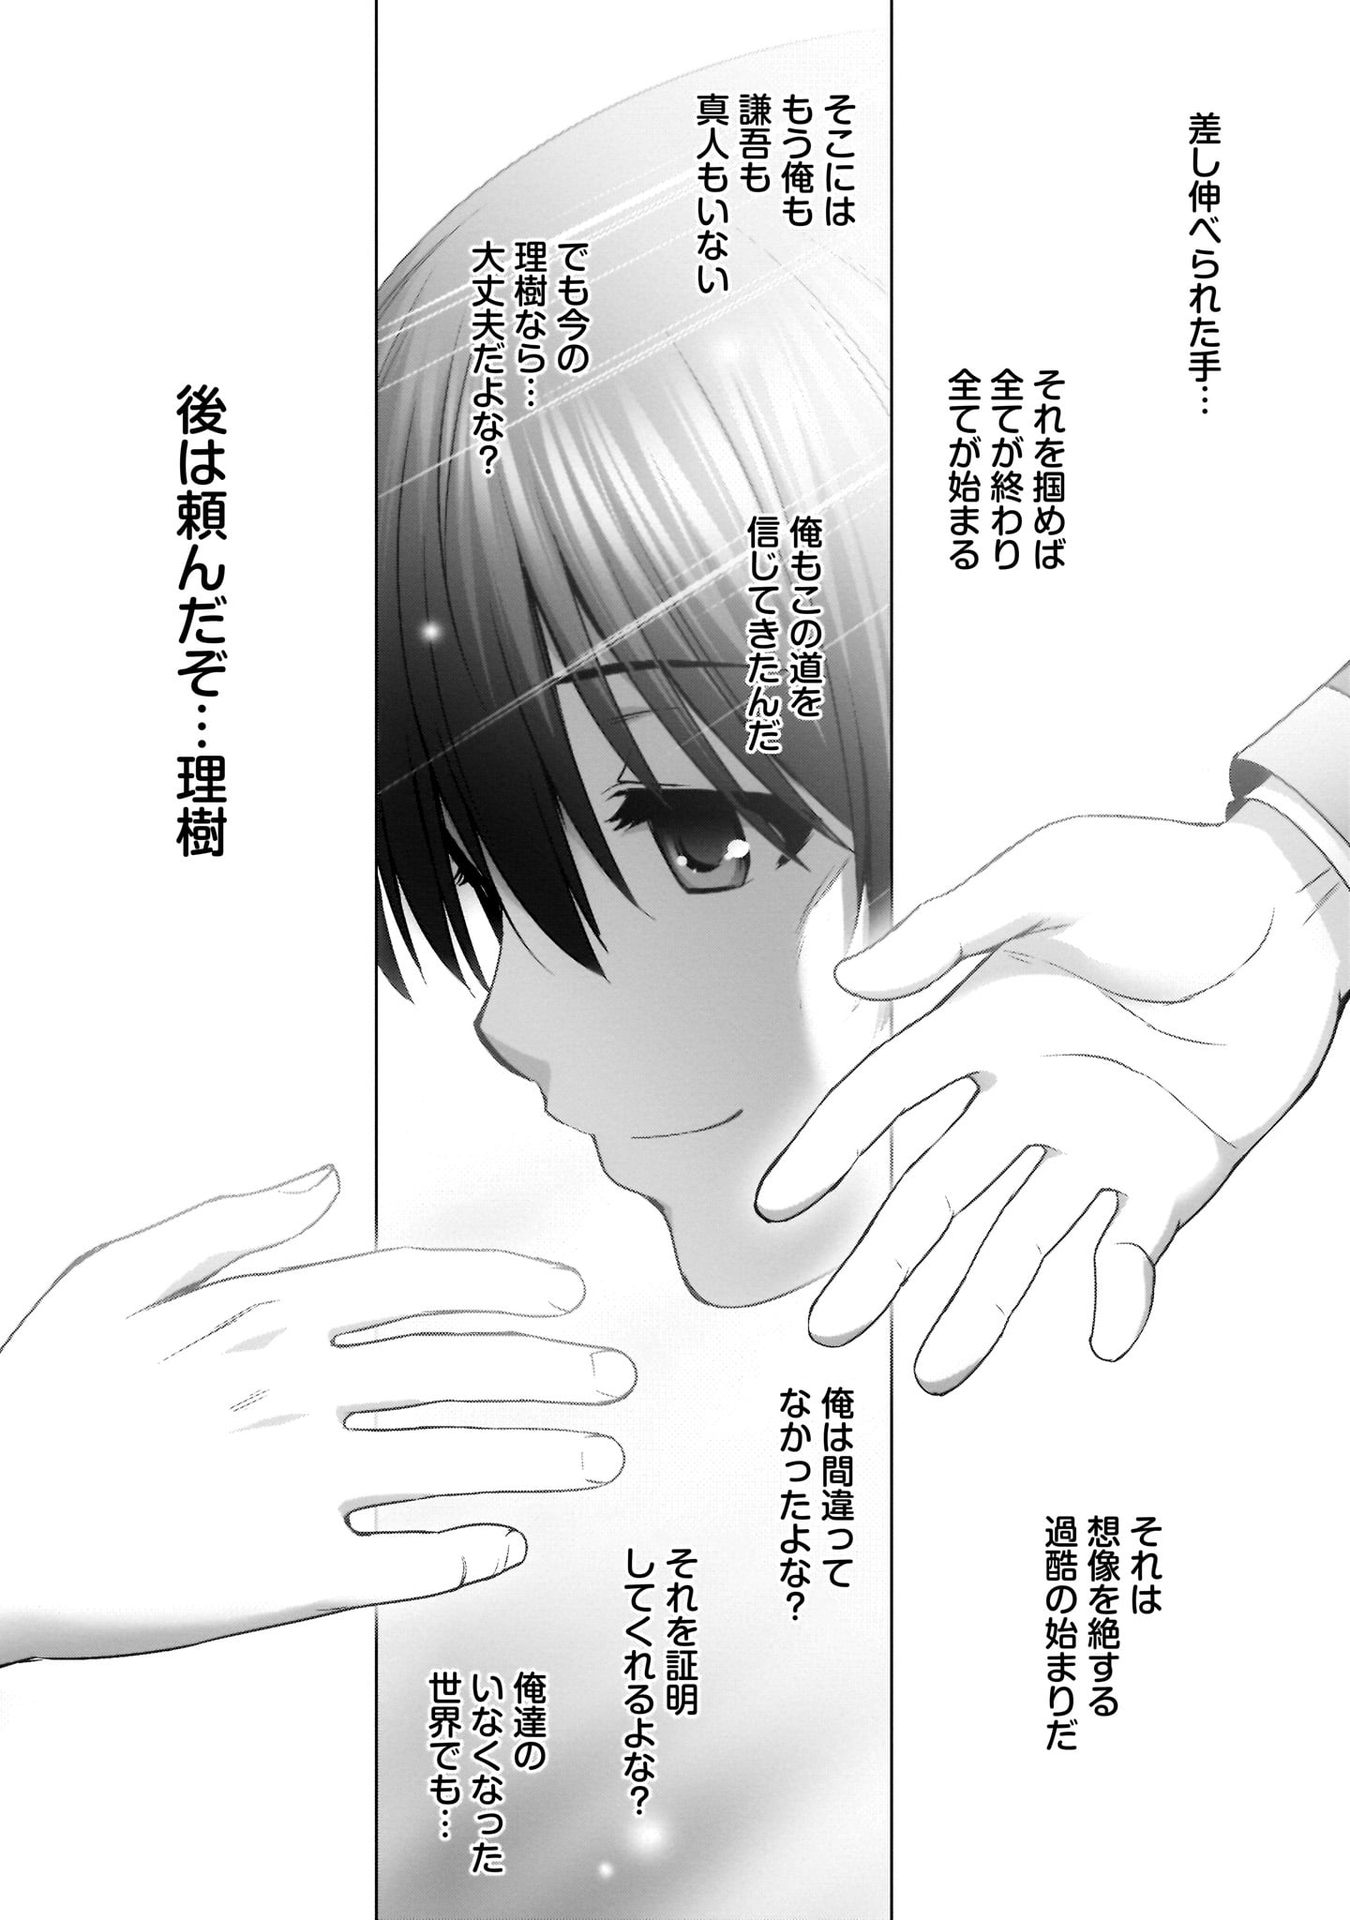 差し伸べられた手…
それを掴めば
全てが終わり
全てが始まる
それは
想像を絶する
過酷の始まりだ
そこには
もう俺も
謙吾も
真人もいない
でも今の
理樹なら…
大丈夫だよな?
俺もこの道を
信じてきたんだ
俺は間違って
なかったよな?
それを証明
してくれるよな?
俺達の
いなくなった
世界でも…
後は頼んだぞ…理樹